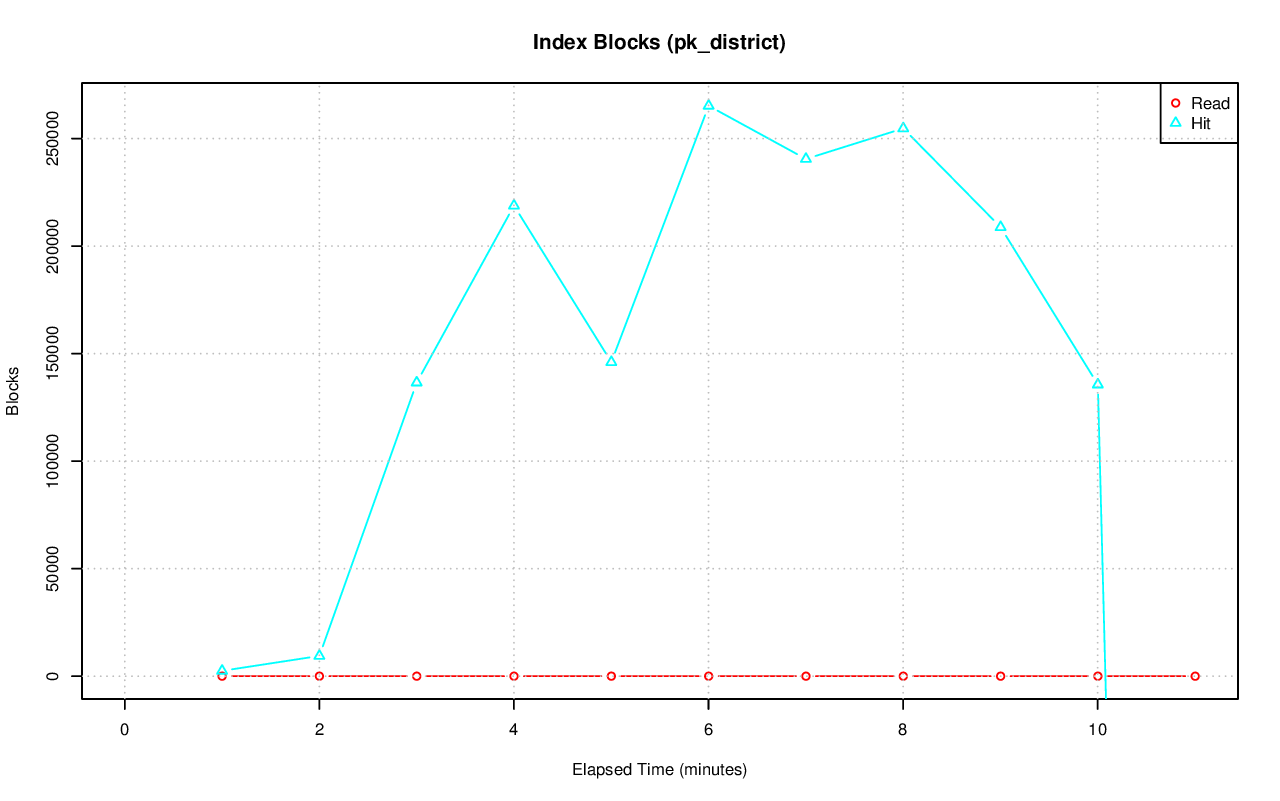 Index Blocks (pk_district)
Read
Hit
250000
200000
150000
100000
50000
0
Blocks
0 2 4 6 8 10
Elapsed Time (minutes)